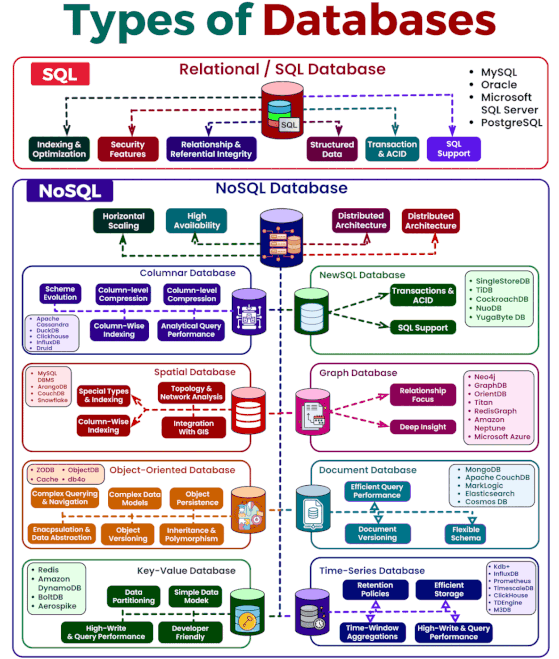 Types of Databases
SQL
Relational / SQL Database
• MySQL
• Oracle
• Microsoft
SQL Server
• PostgreSQL
SQL
Indexing &
Optimization
Security
Features
Relationship &
Referential Integrity
Structured
Data
Transaction
& ACID
SQL
Support
NoSQL
NoSQL Database
Horizontal
Scaling
High
Availability
Distributed
Architecture
Distributed
Architecture
Columnar Database
Scheme
Evolution
Column-level
Compression
Column-level
Compression
• Apache
Cassandra
• DuckDB
• Clickhouse
• InfluxDB
• Druid
Column-Wise
Indexing
Analytical Query
Performance
NewSQL Database
Transactions &
ACID
SQL Support
• SingleStoreDB
• TiDB
• CockroachDB
• NuoDB
• YugaByte DB
Spatial Database
• MySQL
DBMS
• ArangoDB
• CouchDB
• Snowflake
Special Types
& Indexing
Topology &
Network Analysis
Column-Wise
Indexing
Integration
With GIS
Graph Database
Relationship
Focus
Deep Insight
• Neo4j
• GraphDB
• OrientDB
• Titan
• RedisGraph
• Amazon
Neptune
• Microsoft Azure
Object-Oriented Database
• ZODB • ObjectDB
• Cache • db4o
Complex Querying
& Navigation
Complex Data
Models
Object
Persistence
Enacpsulation &
Data Abstraction
Object
Versioning
Inheritance &
Polymorphism
Document Database
Efficient Query
Performance
Document
Versioning
Flexible
Schema
• MongoDB
• Apache CouchDB
• MarkLogic
• Elasticsearch
• Cosmos DB
Key-Value Database
• Redis
• Amazon
DynamoDB
• BoltDB
• Aerospike
Data
Partitioning
Simple Data
Modek
High-Write
& Query Performance
Developer
Friendly
Time-Series Database
Retention
Policies
Efficient
Storage
Time-Window
Aggregations
High-Write & Query
Performance
• Kdb+
• InfluxDB
• Prometheus
• TimescaleDB
• ClickHouse
• TDEngine
• M3DB